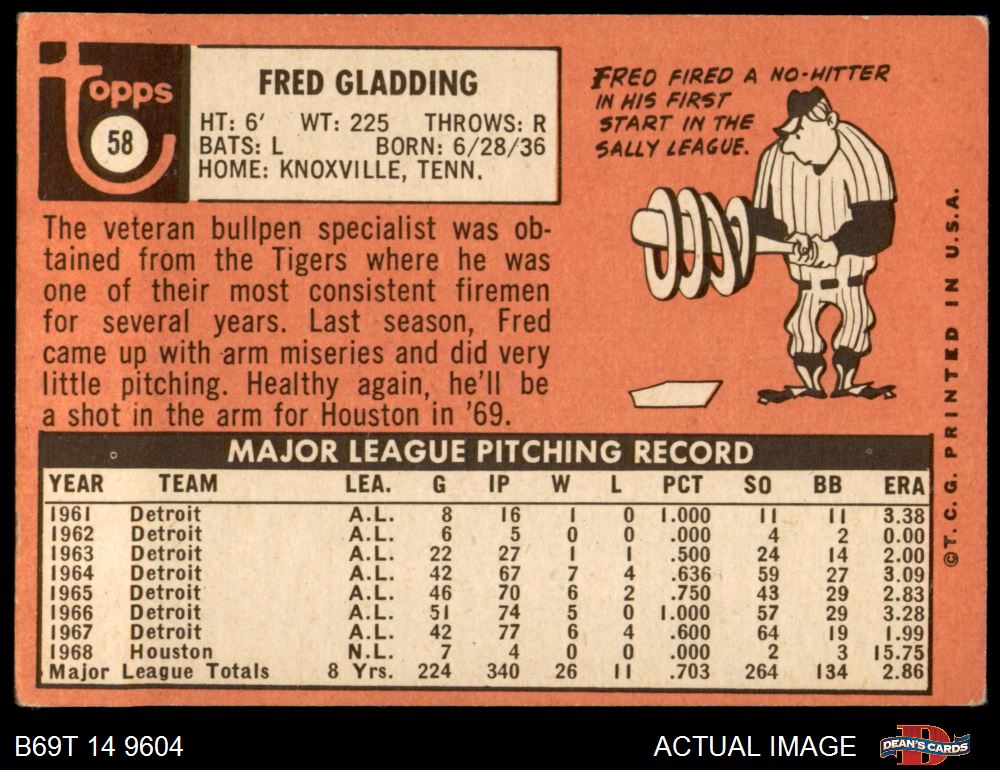 Topps
58
FRED GLADDING
HT: 6' WT: 225 THROWS: R
BATS: L BORN: 6/28/36
HOME: KNOXVILLE, TENN.
FRED FIRED A NO-HITTER
IN HIS FIRST
START IN THE
SALLY LEAGUE.
The veteran bullpen specialist was ob-
tained from the Tigers where he was
one of their most consistent firemen
for several years. Last season, Fred
came up with arm miseries and did very
little pitching. Healthy again, he'll be
a shot in the arm for Houston in '69.
MAJOR LEAGUE PITCHING RECORD
YEAR TEAM LEA. G IP W L PCT SO BB ERA
1961 Detroit A.L. 8 16 1 0 1.000 11 11 3.38
1962 Detroit A.L. 6 5 0 0 .000 4 2 0.00
1963 Detroit A.L. 22 27 1 1 .500 24 14 2.00
1964 Detroit A.L. 42 67 7 4 .636 59 27 3.09
1965 Detroit A.L. 46 70 6 2 .750 43 29 2.83
1966 Detroit A.L. 51 74 5 0 1.000 57 29 3.28
1967 Detroit A.L. 42 77 6 4 .600 64 19 1.99
1968 Houston N.L. 7 4 0 0 .000 2 3 15.75
Major League Totals 8 Yrs. 224 340 26 11 .703 264 134 2.86
©T.C.G. PRINTED IN U.S.A.
B69T 14 9604
ACTUAL IMAGE
D
DEAN'S CARDS